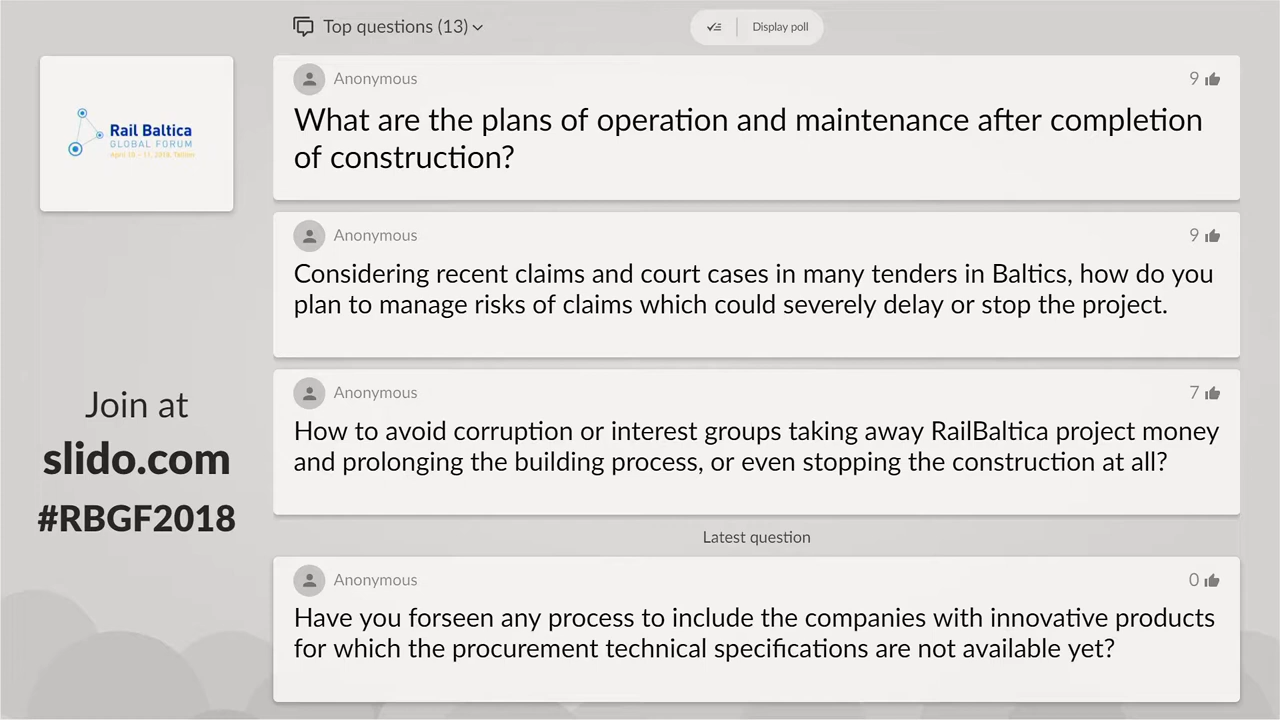 Top questions (13)
Display poll
Rail Baltica
GLOBAL FORUM
April 10 - 11, 2018, Tallinn
Anonymous
9
What are the plans of operation and maintenance after completion
of construction?
Anonymous
9
Considering recent claims and court cases in many tenders in Baltics, how do you
plan to manage risks of claims which could severely delay or stop the project.
Anonymous
7
How to avoid corruption or interest groups taking away RailBaltica project money
and prolonging the building process, or even stopping the construction at all?
Join at
slido.com
#RBGF2018
Latest question
Anonymous
0
Have you forseen any process to include the companies with innovative products
for which the procurement technical specifications are not available yet?